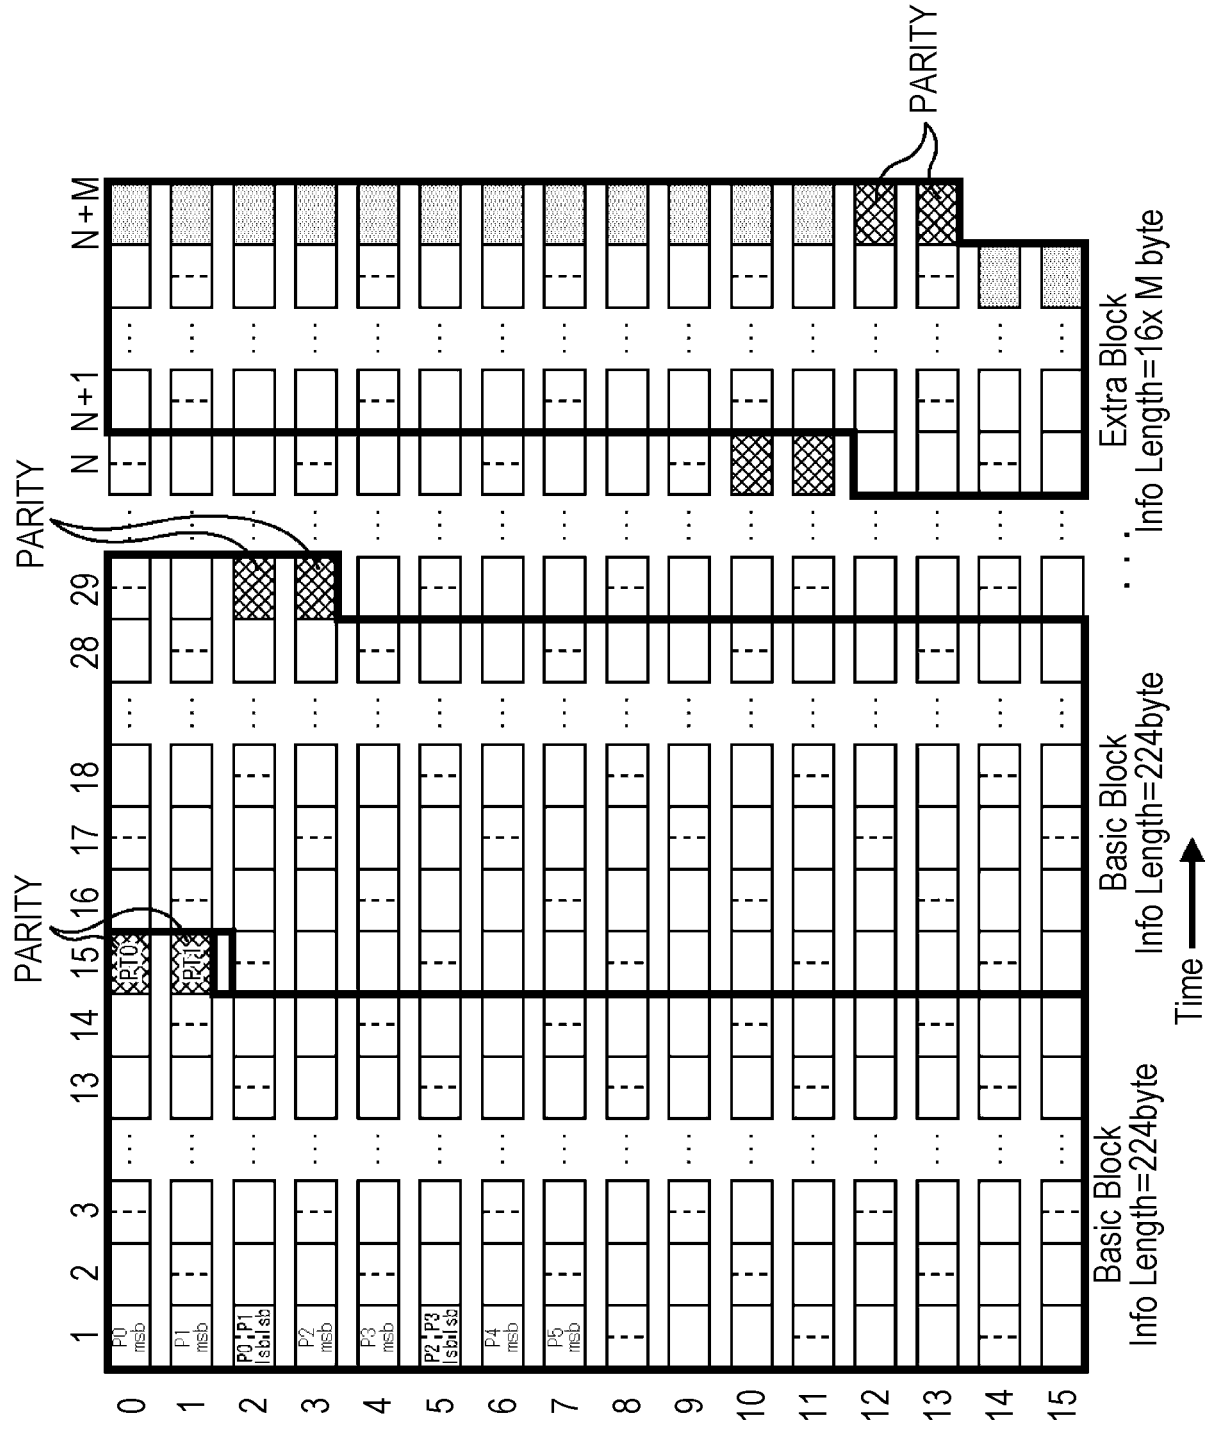 PARITY
PARITY
PARITY
1 2 3 13 14 15 16 17 18 28 29 N N+1 N+M
0 P0 msb PT0
1 P1 msb PT1
2 P0 P1 lsb lsb
3 P2 msb
4 P3 msb
5 P2 P3 lsb lsb
6 P4 msb
7 P5 msb
8
9
10
11
12
13
14
15
PARITY
Basic Block
Info Length=224byte
Basic Block
Info Length=224byte
Extra Block
Info Length=16x M byte
Time